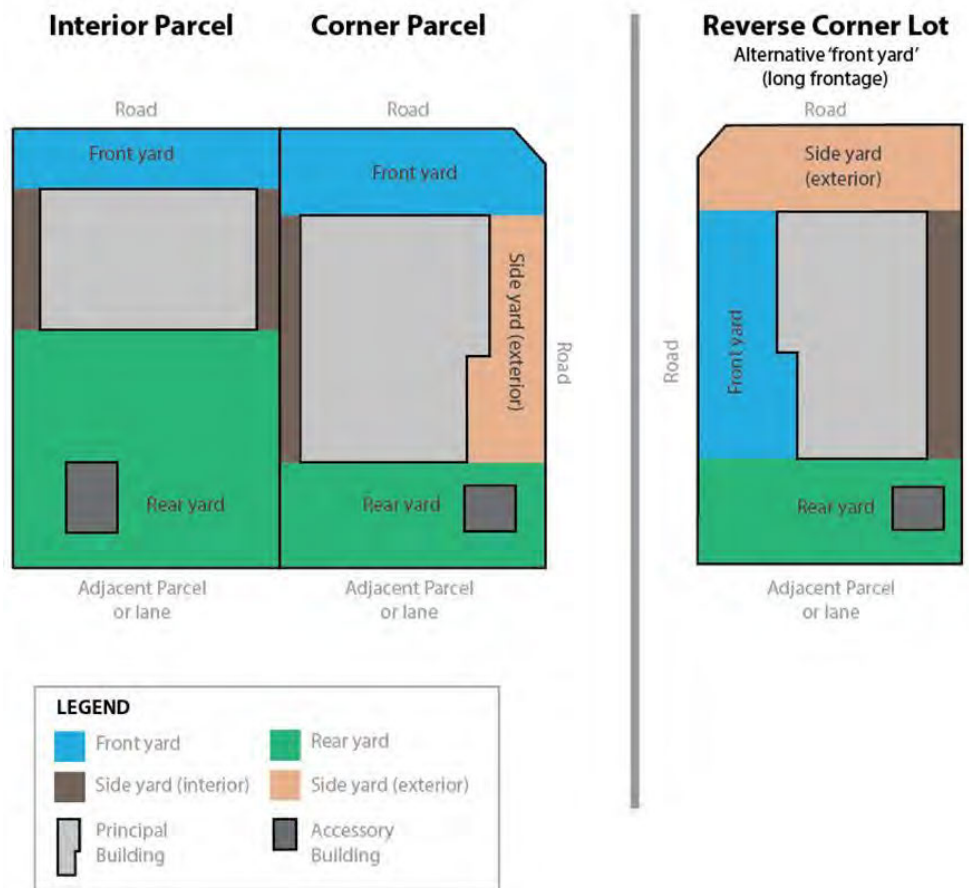 Interior Parcel
Corner Parcel
Reverse Corner Lot
Alternative 'front yard'
(long frontage)
Road
Road
Road
Front yard
Front yard
Side yard
(exterior)
Side yard (exterior)
Road
Road
Front yard
Rear yard
Rear yard
Rear yard
Adjacent Parcel
or lane
Adjacent Parcel
or lane
Adjacent Parcel
or lane
LEGEND
Front yard
Rear yard
Side yard (interior)
Side yard (exterior)
Principal
Building
Accessory
Building